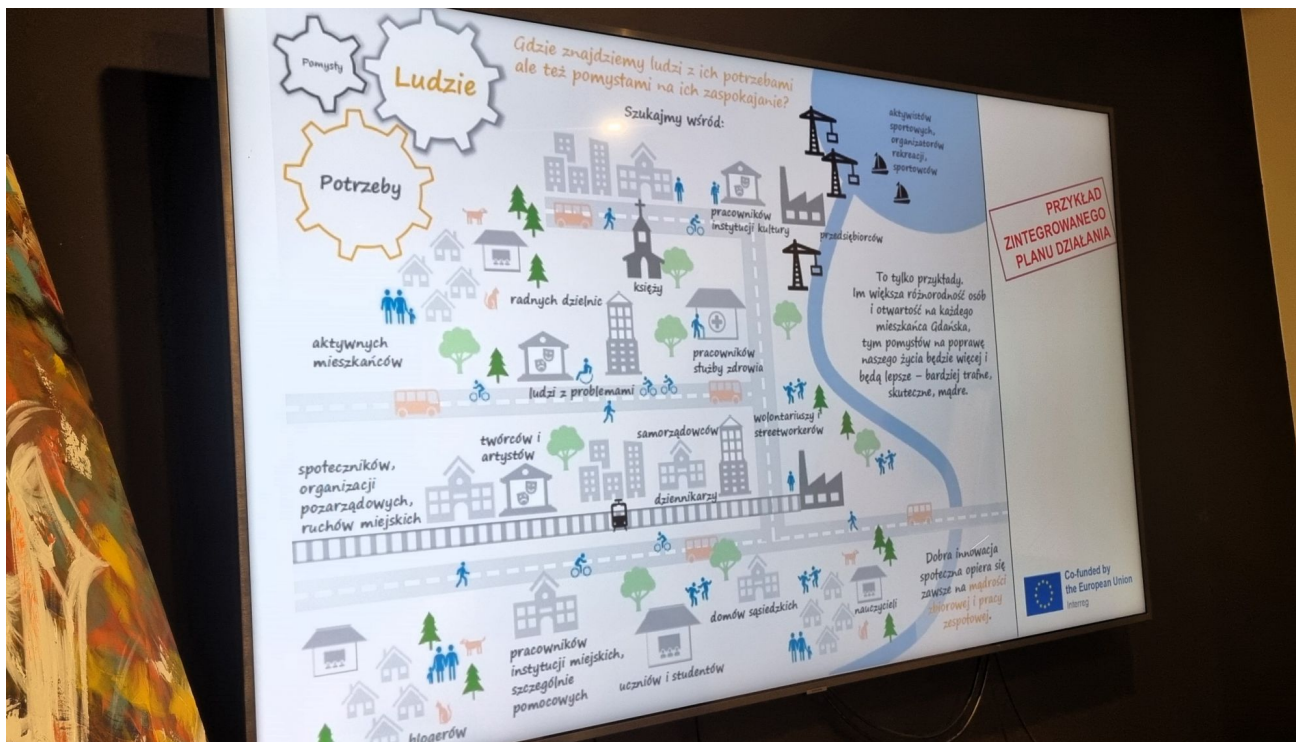 Pomysły
Ludzie
Potrzeby
Gdzie znajdziemy ludzi z ich potrzebami
ale też pomysłami na ich zaspokajanie?
Szukajmy wśród:
aktywistów
sportowych,
organizatorów
rekreacji,
sportowców
pracowników
instytucji kultury
przedsiębiorców
księży
radnych dzielnic
aktywnych
mieszkańców
pracowników
służby zdrowia
ludzi z problemami
To tylko przykłady.
Im większa różnorodność osób
i otwartość na każdego
mieszkańca Gdańska,
tym pomysłów na poprawę
naszego życia będzie więcej i
będą lepsze – bardziej trafne,
skuteczne, mądre.
wolontariuszy i
streetworkerów
twórców i
artystów
samorządowców
społeczników,
organizacji
pozarządowych,
ruchów miejskich
dziennikarzy
domów sąsiedzkich
nauczycieli
pracowników
instytucji miejskich,
szczególnie
pomocowych
uczniów i studentów
blogerów
Dobra innowacja
społeczna opiera się
zawsze na mądrości
zbiorowej i pracy
zespołowej.
PRZYKŁAD
ZINTEGROWANEGO
PLANU DZIAŁANIA
Co-funded by
the European Union
Interreg